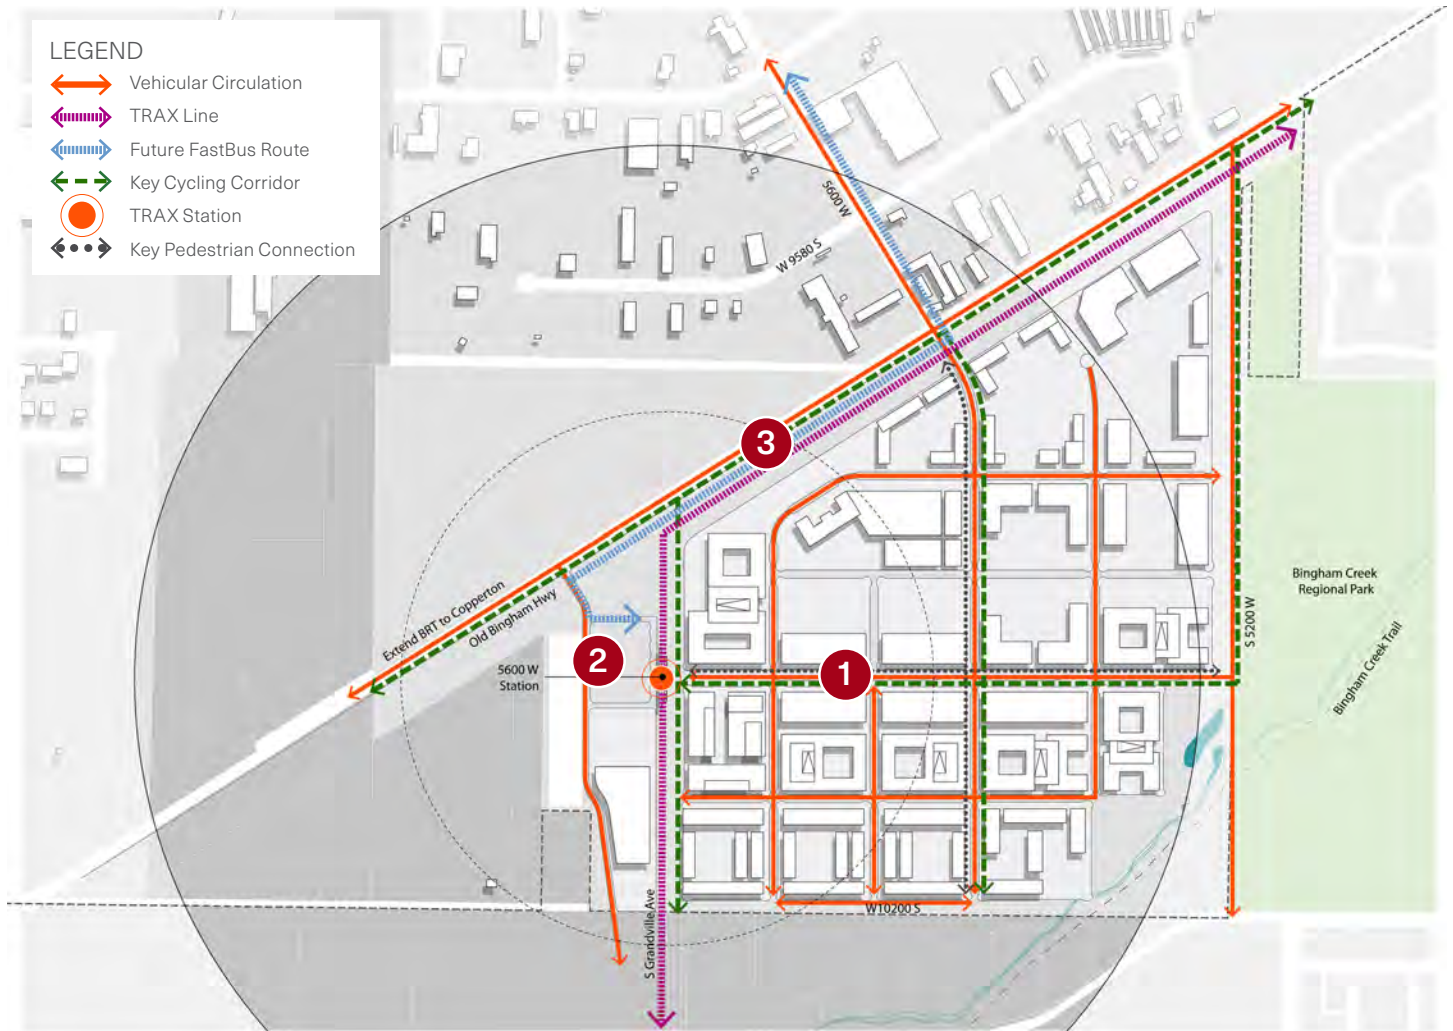 LEGEND
Vehicular Circulation
TRAX Line
Future FastBus Route
Key Cycling Corridor
TRAX Station
Key Pedestrian Connection
5600 W
W 9580 S
3
Extend BRT to Copperton
Old Bingham Hwy
Bingham Creek
Regional Park
S 5200 W
Bingham Creek Trail
2
5600 W
Station
1
W10200 S
S Grandville Ave